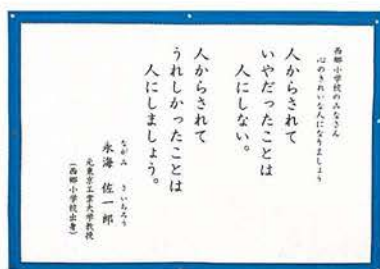 西郷小学校のみなさん
心のきれいな人になりましょう
人からされて
いやだったことは
人にしない。
人からされて
うれしかったことは
人にしましょう。
ながみ さいちろう
永海 佐一郎
元東京工業大学教授
(西郷小学校出身)